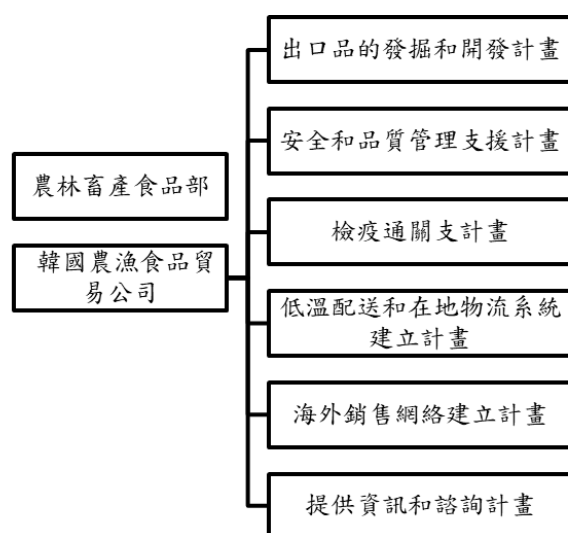 農林畜產食品部
韓國農漁食品貿
易公司
出口品的發掘和開發計畫
安全和品質管理支援計畫
檢疫通關支計畫
低溫配送和在地物流系統
建立計畫
海外銷售網絡建立計畫
提供資訊和諮詢計畫